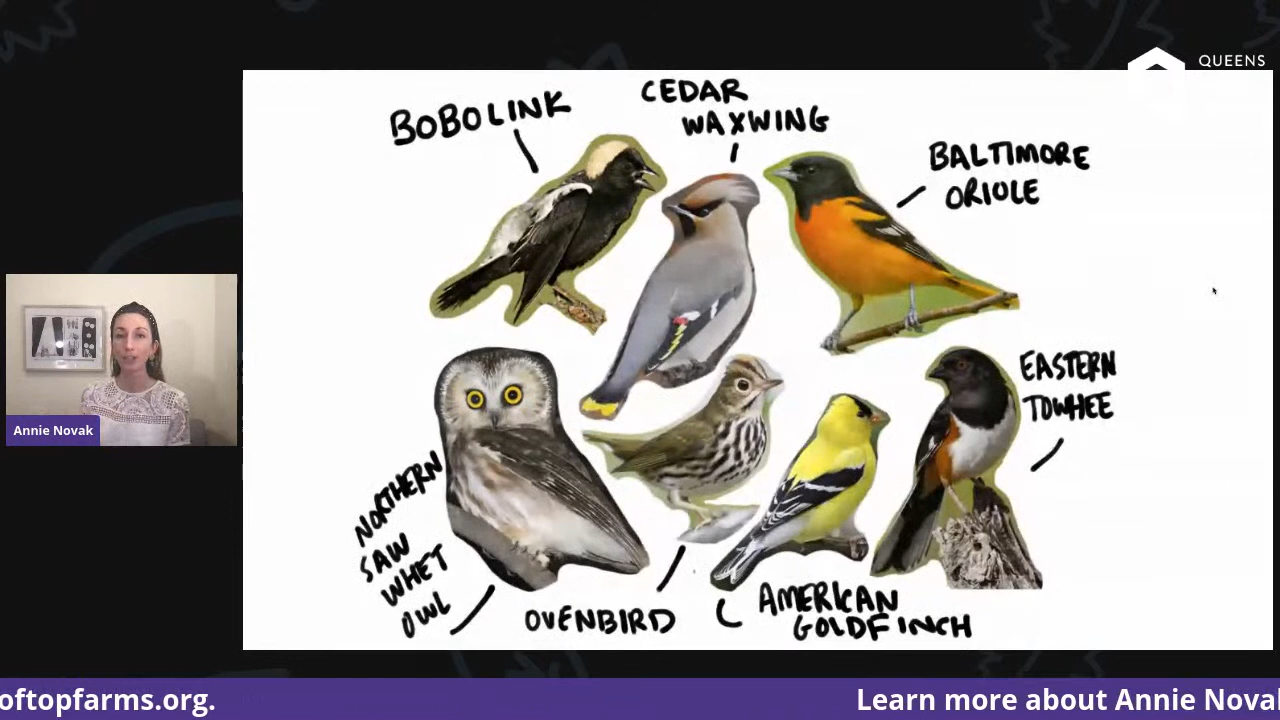 QUEENS
BOBOLINK
CEDAR
WAXWING
BALTIMORE
ORIOLE
EASTERN
TOWHEE
NORTHERN
SAW
WHET
OWL
OVENBIRD
AMERICAN
GOLDFINCH
Annie Novak
oftopfarms.org. Learn more about Annie Nova